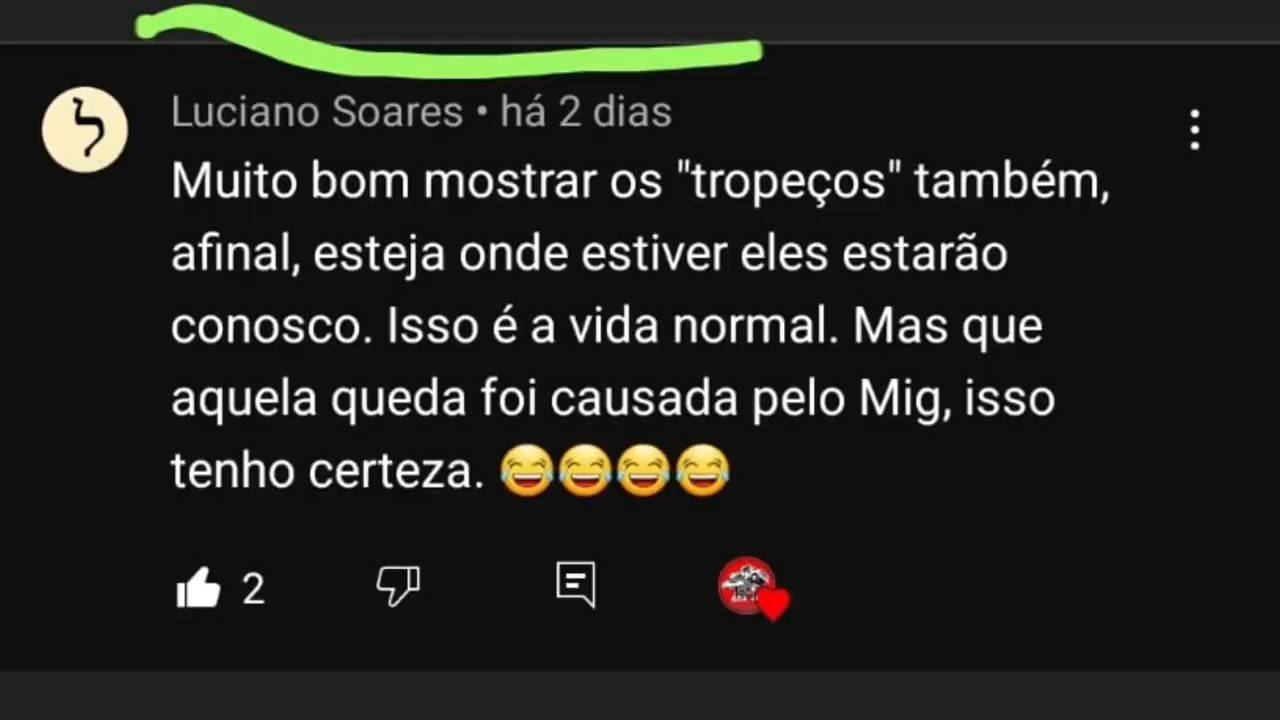 Luciano Soares • há 2 dias
Muito bom mostrar os "tropeços" também,
afinal, esteja onde estiver eles estarão
conosco. Isso é a vida normal. Mas que
aquela queda foi causada pelo Mig, isso
tenho certeza. 😂😂😂😂
2